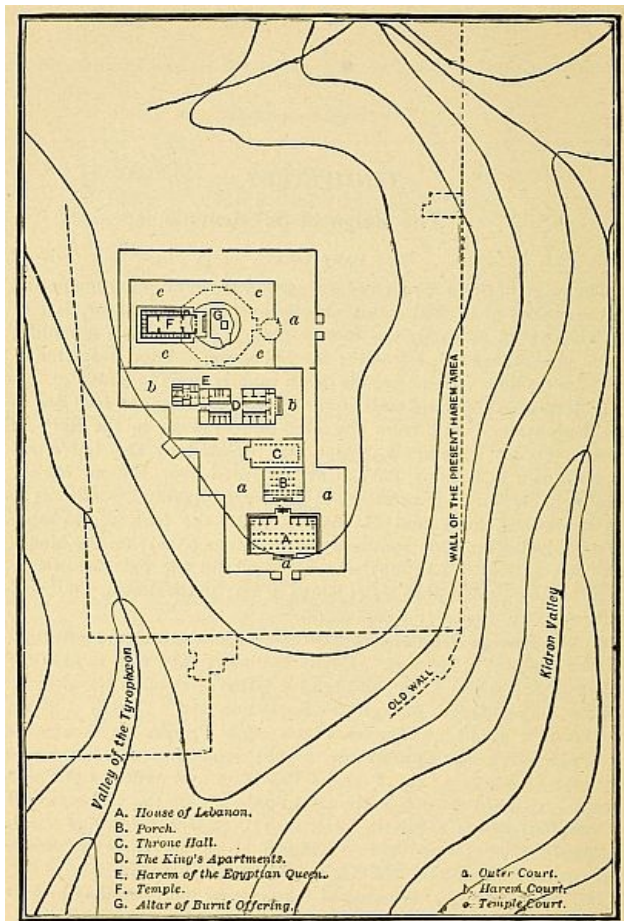 c
c
F
G
a
c
c
E
b
D
b
C
B
a
a
A
a
WALL OF THE PRESENT HAREM AREA
OLD WALL
Kidron Valley
Valley of the Tyrophœon
A. House of Lebanon.
B. Porch.
C. Throne Hall.
D. The King's Apartments.
E. Harem of the Egyptian Queen.
F. Temple.
G. Altar of Burnt Offering.
a. Outer Court.
b. Harem Court.
c. Temple Court.